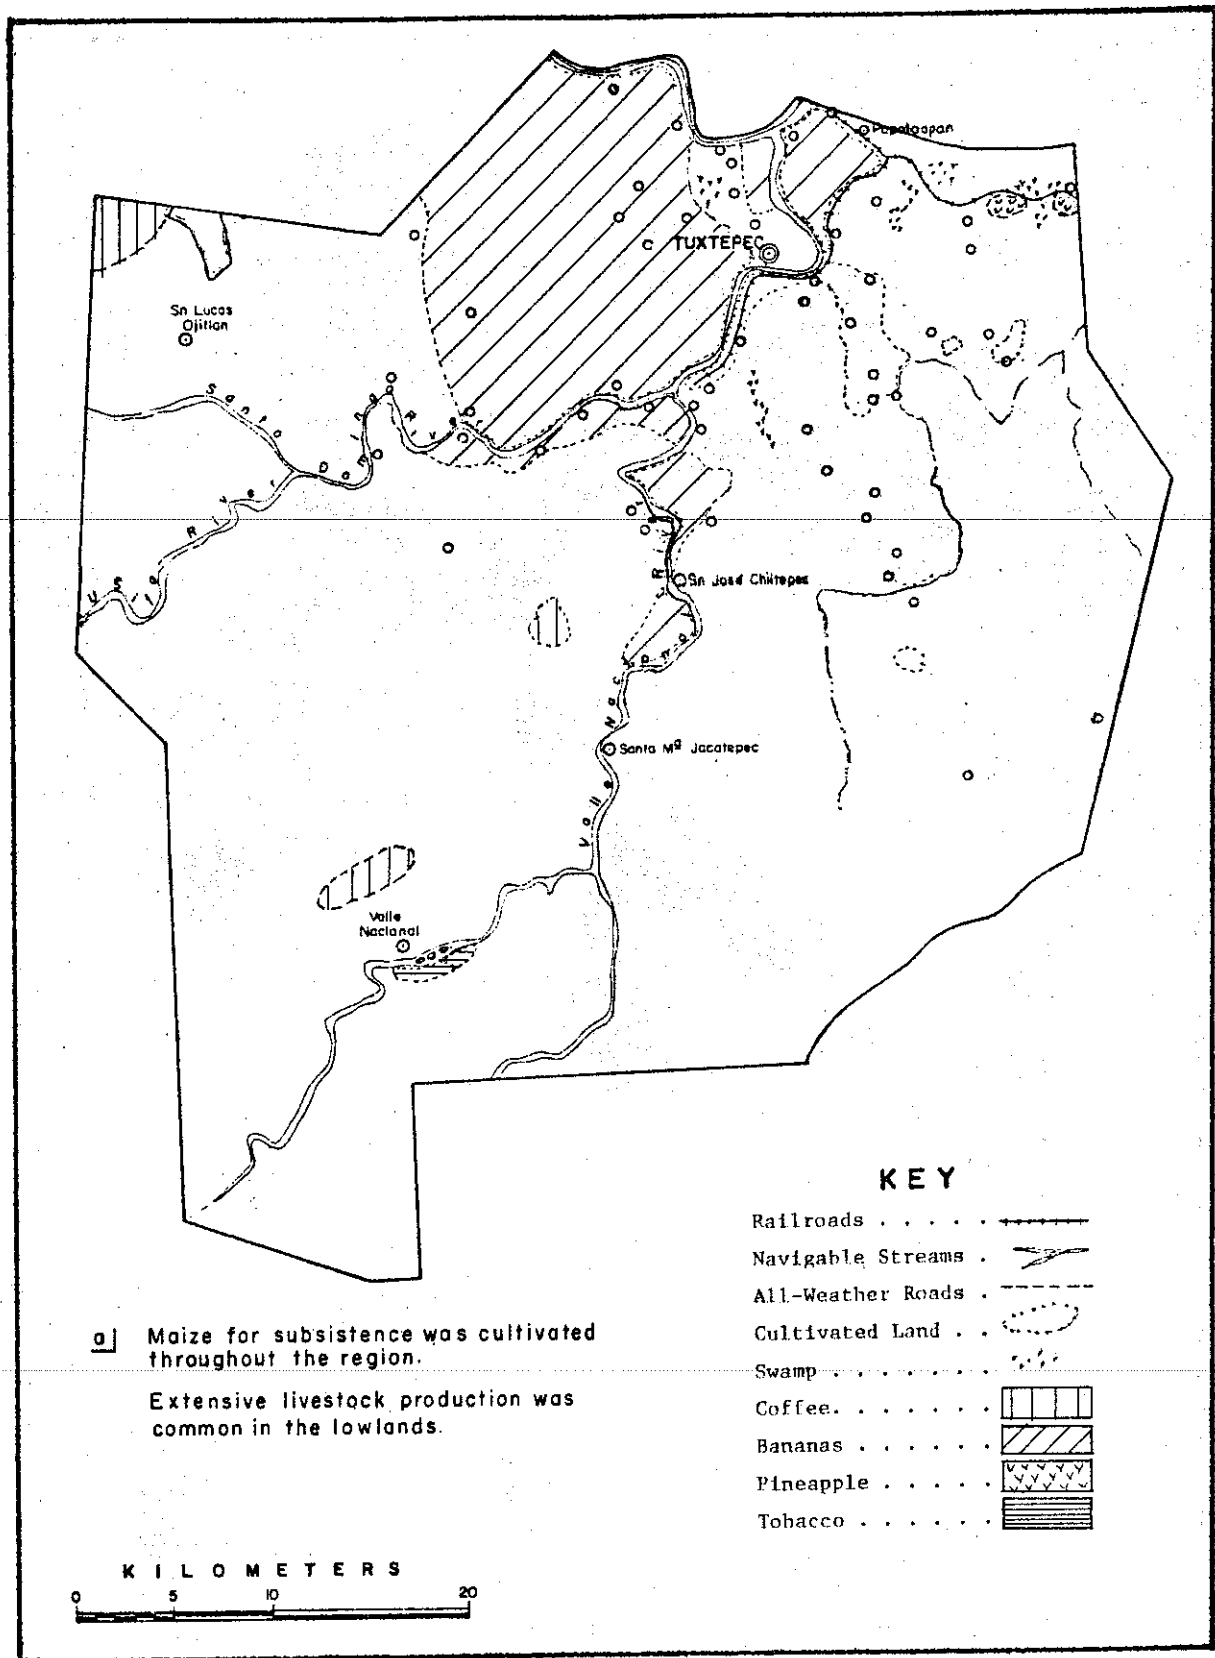 Papaloapan
TUXTEPEC
Sn Lucas
Ojitlan
Santo Domingo River
Usila River
Sn José Chiltepec
Santa Mª Jacatepec
Valle Nacional River
Valle
Nacional
KEY
Railroads . . . . .
Navigable Streams .
All-Weather Roads .
Cultivated Land . .
Swamp . . . . . . .
Coffee. . . . . . .
Bananas . . . . . .
Pineapple . . . . .
Tobacco . . . . . .
a] Maize for subsistence was cultivated
throughout the region.
Extensive livestock production was
common in the lowlands.
KILOMETERS
0 5 10 20